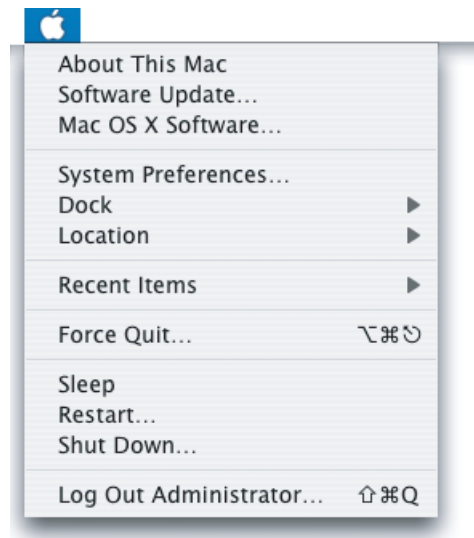 About This Mac
Software Update...
Mac OS X Software...
System Preferences...
Dock ▶
Location ▶
Recent Items ▶
Force Quit... ⌥⌘⎋
Sleep
Restart...
Shut Down...
Log Out Administrator... ⇧⌘Q